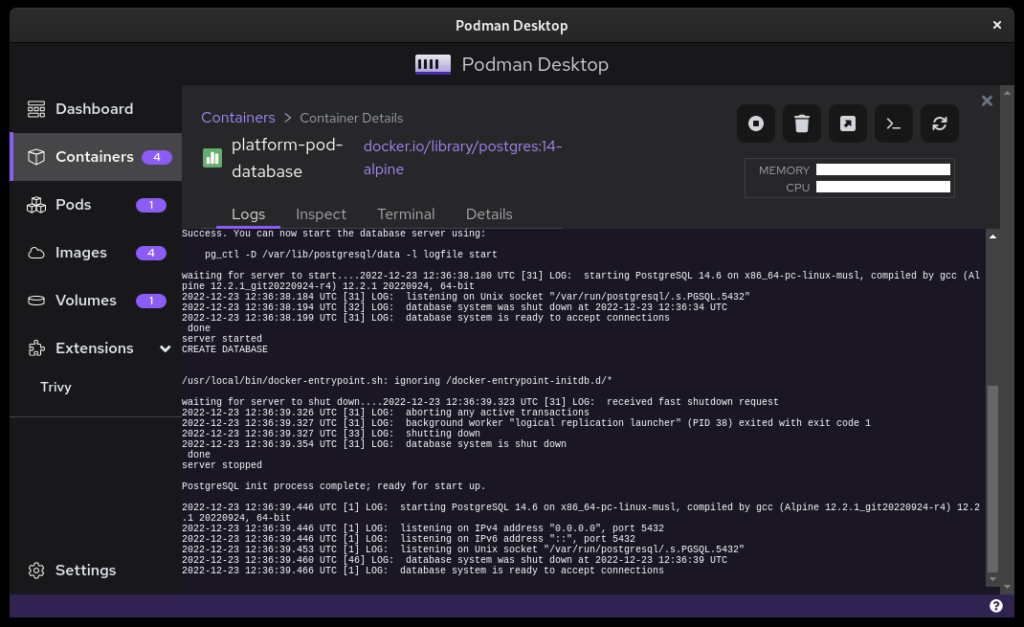 Podman Desktop
Podman Desktop
Dashboard
Containers 4
Pods 1
Images 4
Volumes 1
Extensions
Trivy
Settings
Containers > Container Details
platform-pod-
database
docker.io/library/postgres:14-
alpine
MEMORY
CPU
Logs Inspect Terminal Details
Success. You can now start the database server using:
pg_ctl -D /var/lib/postgresql/data -l logfile start
waiting for server to start....2022-12-23 12:36:38.180 UTC [31] LOG:  starting PostgreSQL 14.6 on x86_64-pc-linux-musl, compiled by gcc (Al
pine 12.2.1_git20220924-r4) 12.2.1 20220924, 64-bit
2022-12-23 12:36:38.184 UTC [31] LOG:  listening on Unix socket "/var/run/postgresql/.s.PGSQL.5432"
2022-12-23 12:36:38.194 UTC [32] LOG:  database system was shut down at 2022-12-23 12:36:34 UTC
2022-12-23 12:36:38.199 UTC [31] LOG:  database system is ready to accept connections
done
server started
CREATE DATABASE
/usr/local/bin/docker-entrypoint.sh: ignoring /docker-entrypoint-initdb.d/*
waiting for server to shut down....2022-12-23 12:36:39.323 UTC [31] LOG:  received fast shutdown request
2022-12-23 12:36:39.326 UTC [31] LOG:  aborting any active transactions
2022-12-23 12:36:39.327 UTC [31] LOG:  background worker "logical replication launcher" (PID 38) exited with exit code 1
2022-12-23 12:36:39.327 UTC [33] LOG:  shutting down
2022-12-23 12:36:39.354 UTC [31] LOG:  database system is shut down
done
server stopped
PostgreSQL init process complete; ready for start up.
2022-12-23 12:36:39.446 UTC [1] LOG:  starting PostgreSQL 14.6 on x86_64-pc-linux-musl, compiled by gcc (Alpine 12.2.1_git20220924-r4) 12.2
.1 20220924, 64-bit
2022-12-23 12:36:39.446 UTC [1] LOG:  listening on IPv4 address "0.0.0.0", port 5432
2022-12-23 12:36:39.446 UTC [1] LOG:  listening on IPv6 address "::", port 5432
2022-12-23 12:36:39.453 UTC [1] LOG:  listening on Unix socket "/var/run/postgresql/.s.PGSQL.5432"
2022-12-23 12:36:39.460 UTC [46] LOG:  database system was shut down at 2022-12-23 12:36:39 UTC
2022-12-23 12:36:39.466 UTC [1] LOG:  database system is ready to accept connections